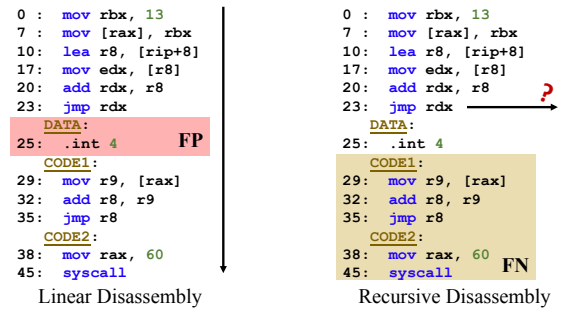 0 : mov rbx, 13
7 : mov [rax], rbx
10: lea r8, [rip+8]
17: mov edx, [r8]
20: add rdx, r8
23: jmp rdx
DATA:
25: .int 4 FP
CODE1:
29: mov r9, [rax]
32: add r8, r9
35: jmp r8
CODE2:
38: mov rax, 60
45: syscall
Linear Disassembly
0 : mov rbx, 13
7 : mov [rax], rbx
10: lea r8, [rip+8]
17: mov edx, [r8]
20: add rdx, r8
23: jmp rdx ?
DATA:
25: .int 4
CODE1:
29: mov r9, [rax]
32: add r8, r9
35: jmp r8
CODE2:
38: mov rax, 60
45: syscall FN
Recursive Disassembly